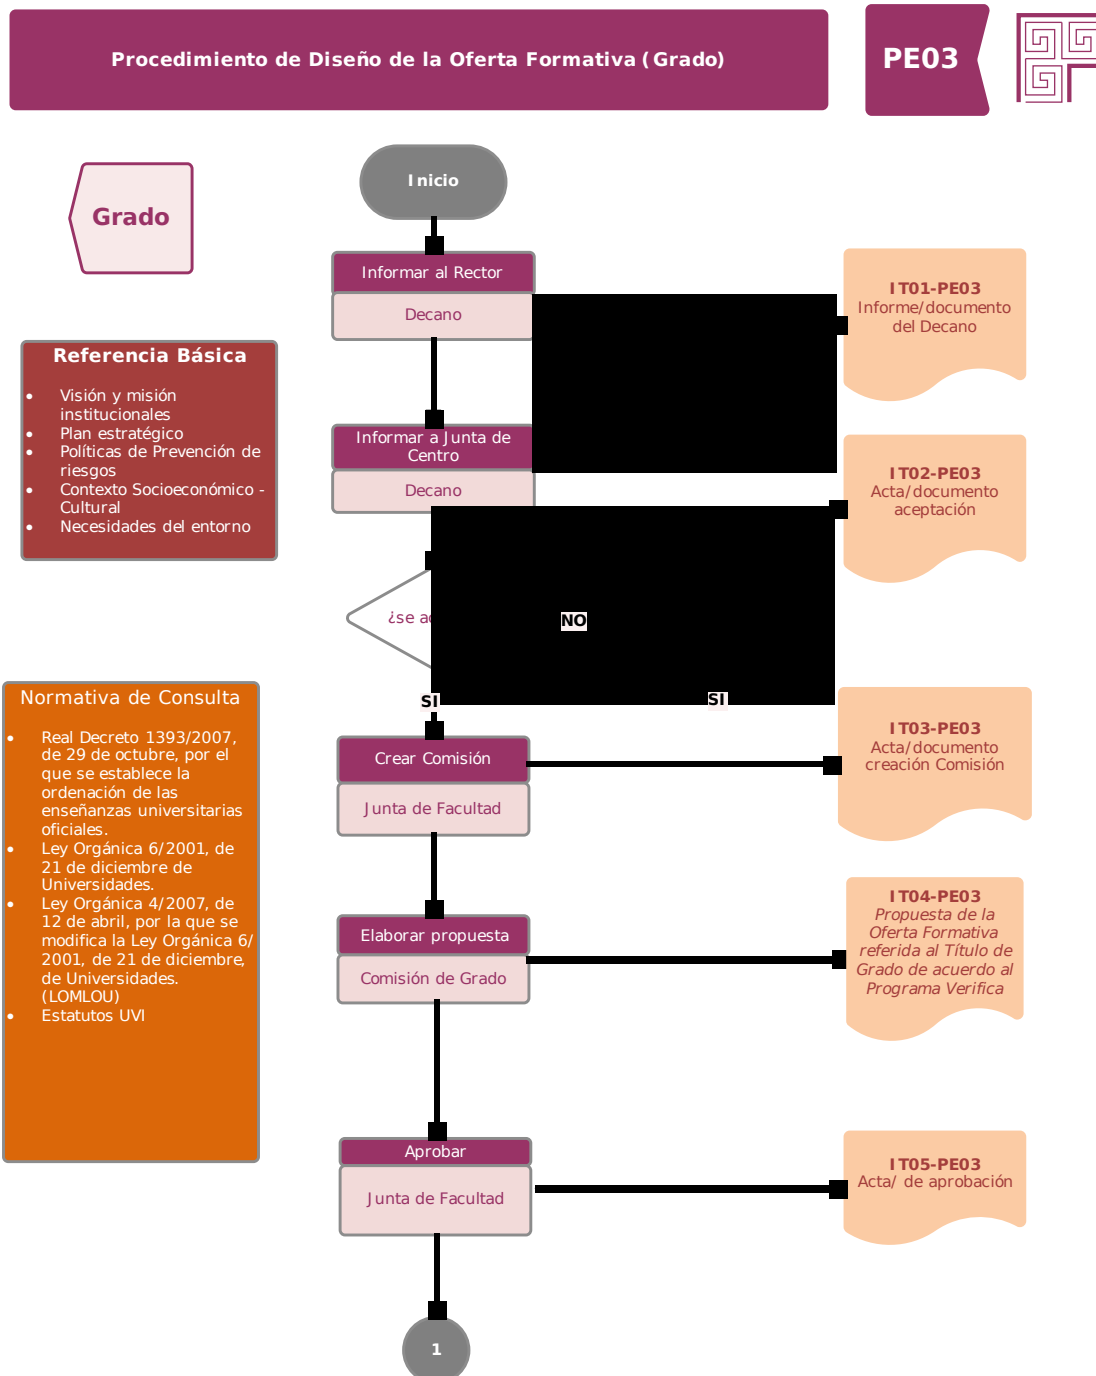 Procedimiento de Diseño de la Oferta Formativa (Grado)
PE03
Grado
Inicio
Informar al Rector
Decano
IT01-PE03
Informe/documento
del Decano
Referencia Básica
• Visión y misión
institucionales
• Plan estratégico
• Políticas de Prevención de
riesgos
• Contexto Socioeconómico -
Cultural
• Necesidades del entorno
Informar a Junta de
Centro
Decano
IT02-PE03
Acta/documento
aceptación
¿se
NO
SI
SI
Normativa de Consulta
• Real Decreto 1393/2007,
de 29 de octubre, por el
que se establece la
ordenación de las
enseñanzas universitarias
oficiales.
• Ley Orgánica 6/2001, de
21 de diciembre de
Universidades.
• Ley Orgánica 4/2007, de
12 de abril, por la que se
modifica la Ley Orgánica 6/
2001, de 21 de diciembre,
de Universidades.
(LOMLOU)
• Estatutos UVI
Crear Comisión
Junta de Facultad
IT03-PE03
Acta/documento
creación Comisión
Elaborar propuesta
Comisión de Grado
IT04-PE03
Propuesta de la
Oferta Formativa
referida al Título de
Grado de acuerdo al
Programa Verifica
Aprobar
Junta de Facultad
IT05-PE03
Acta/ de aprobación
1